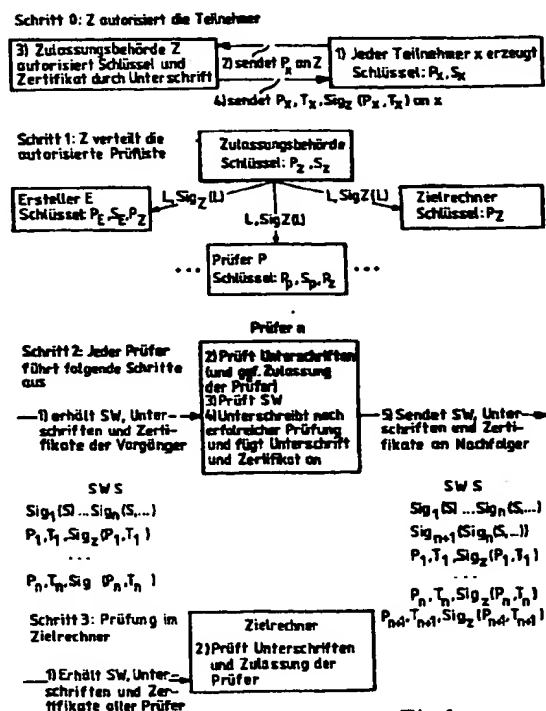 Schritt 0: Z autorisiert die Teilnehmer
3) Zulassungsbehörde Z
autorisiert Schlüssel und
Zertifikat durch Unterschrift
2) sendet Px an Z
1) Jeder Teilnehmer x erzeugt
Schlüssel: Px, Sx
4) sendet Px, Tx, Sigz (Px, Tx) an x
Schritt 1: Z verteilt die
autorisierte Prüfliste
Zulassungsbehörde
Schlüssel: Pz, Sz
Ersteller E
Schlüssel: PE, SE, PZ
L, SigZ(L)
L, SigZ(L)
L, SigZ(L)
Zielrechner
Schlüssel: PZ
... Prüfer P ...
Schlüssel: Pp, Sp, Pz
Prüfer n
Schritt 2: Jeder Prüfer
führt folgende Schritte
aus
1) erhält SW, Unter-
schriften und Zerti-
fikate der Vorgänger
2) Prüft Unterschriften
(und ggf. Zulassung
der Prüfer)
3) Prüft SW
4) Unterschreibt nach
erfolreicher Prüfung
und fügt Unterschrift
und Zertifikat an
5) Sendet SW, Unter-
schriften end Zerti-
fikate an Nachfolger
SW S
Sig1(S) ... Sign(S,...)
P1, T1, Sigz (P1, T1)
...
Pn, Tn, Sig (Pn, Tn )
SW S
Sig1(S) ... Sign(S,...)
Sign+1(Sign(S,...))
P1, T1, Sigz (P1, T1)
...
Pn, Tn, Sigz (Pn, Tn)
Pn+1, Tn+1, Sigz (Pn+1, Tn+1)
Schritt 3: Prüfung im
Zielrechner
1) Erhält SW, Unter-
schriften und Zer-
tifikate aller Prüfer
Zielrechner
2) Prüft Unterschriften
und Zulassung der
Prüfer